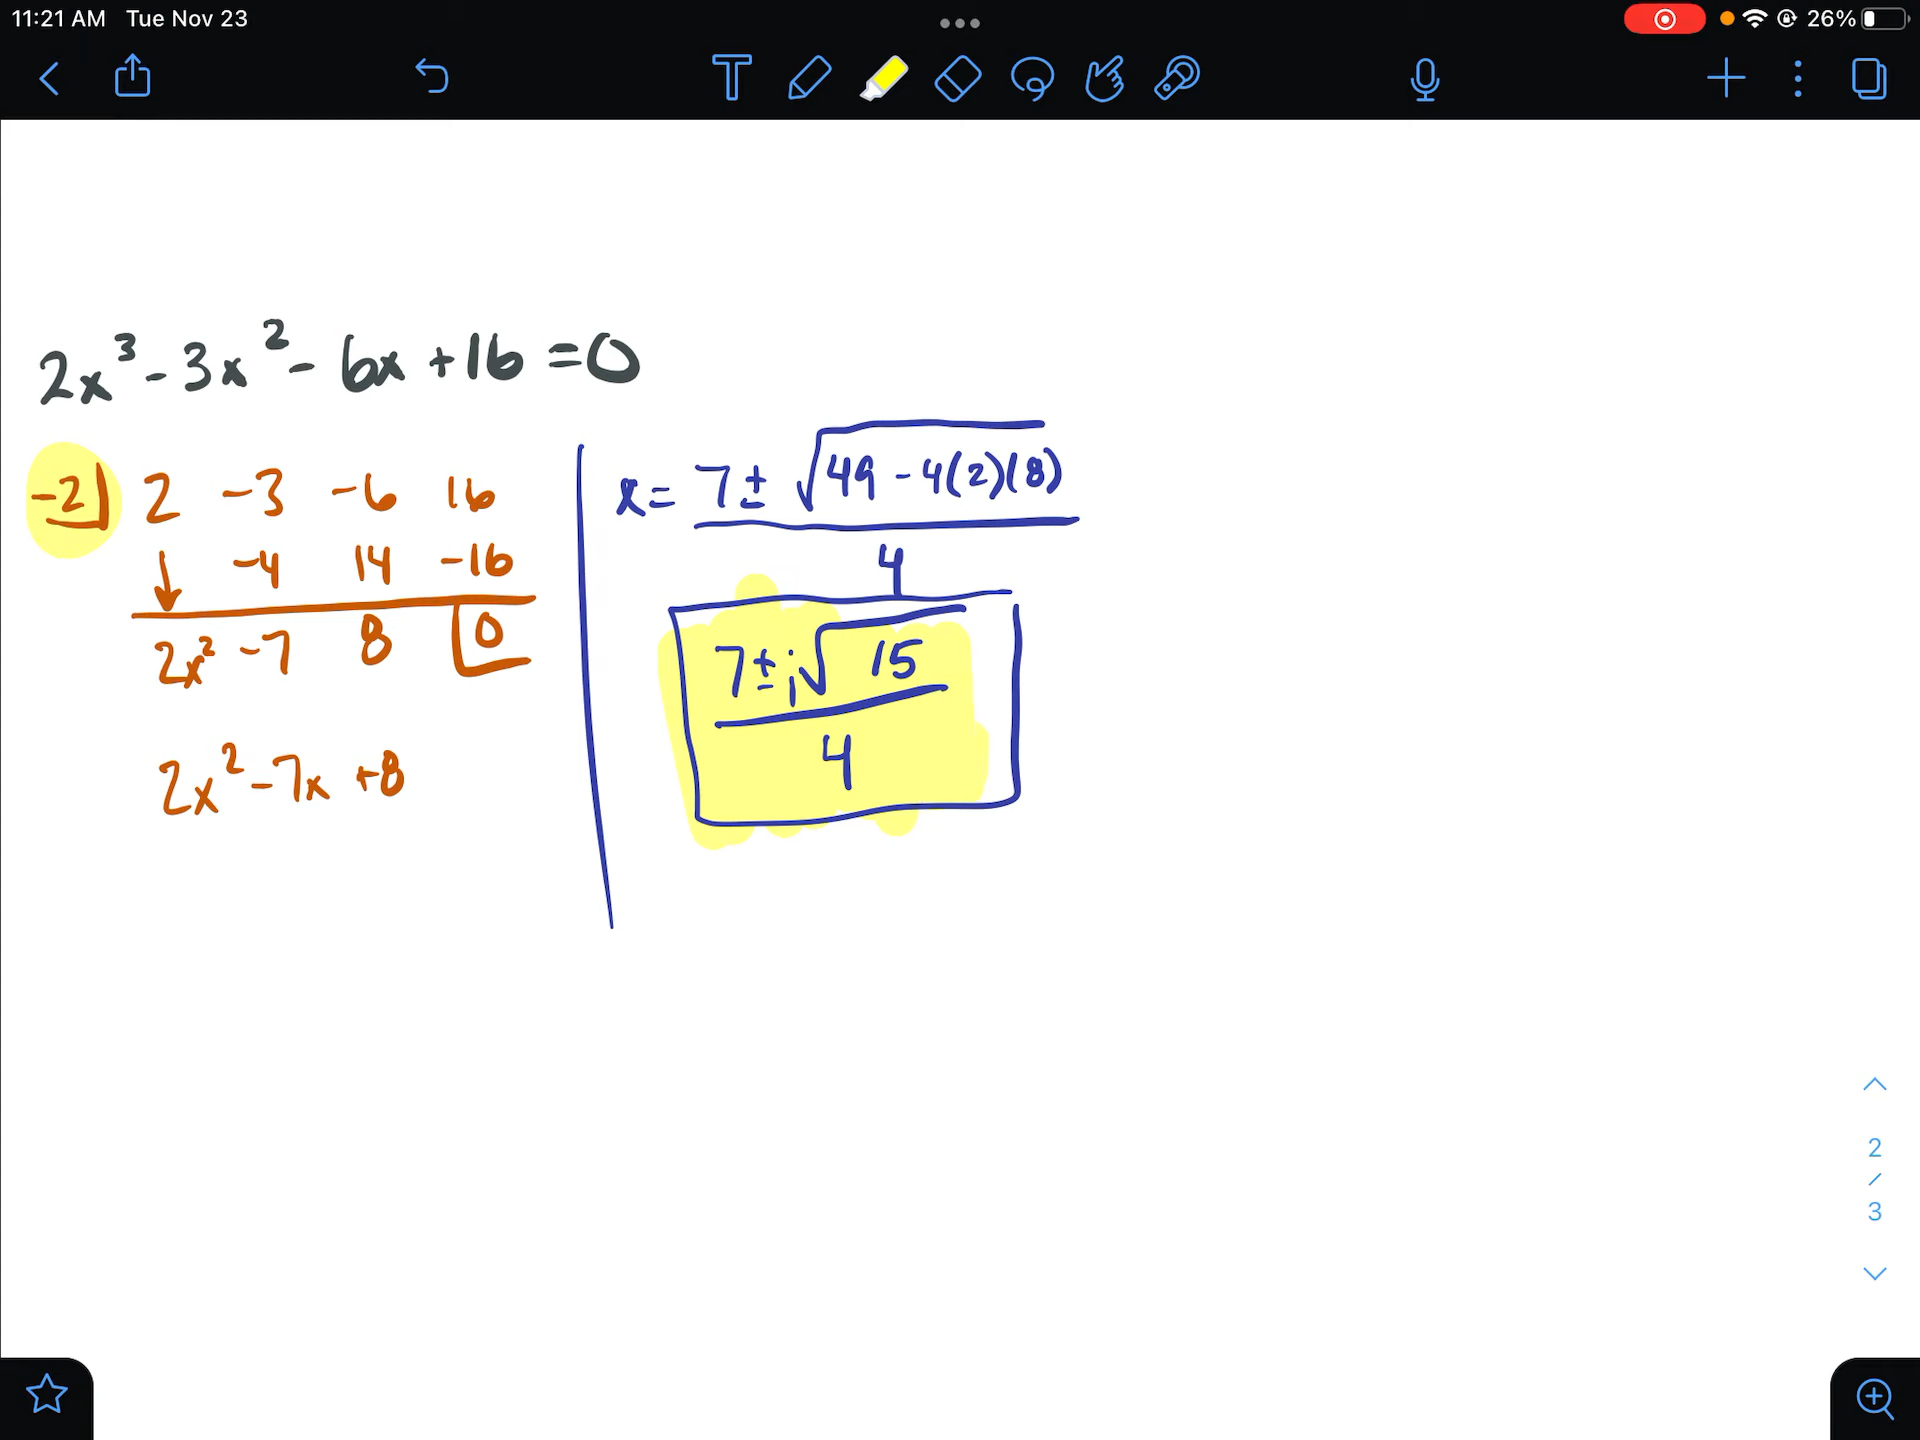 11:21 AM Tue Nov 23
26%
2x³ - 3x² - 6x + 16 = 0
-2 2 -3 -6 16
-4 14 -16
2x² -7 8 0
2x² - 7x + 8
x = 7 ± √49 - 4(2)(8)
4
7 ± i√15
4
2
/
3